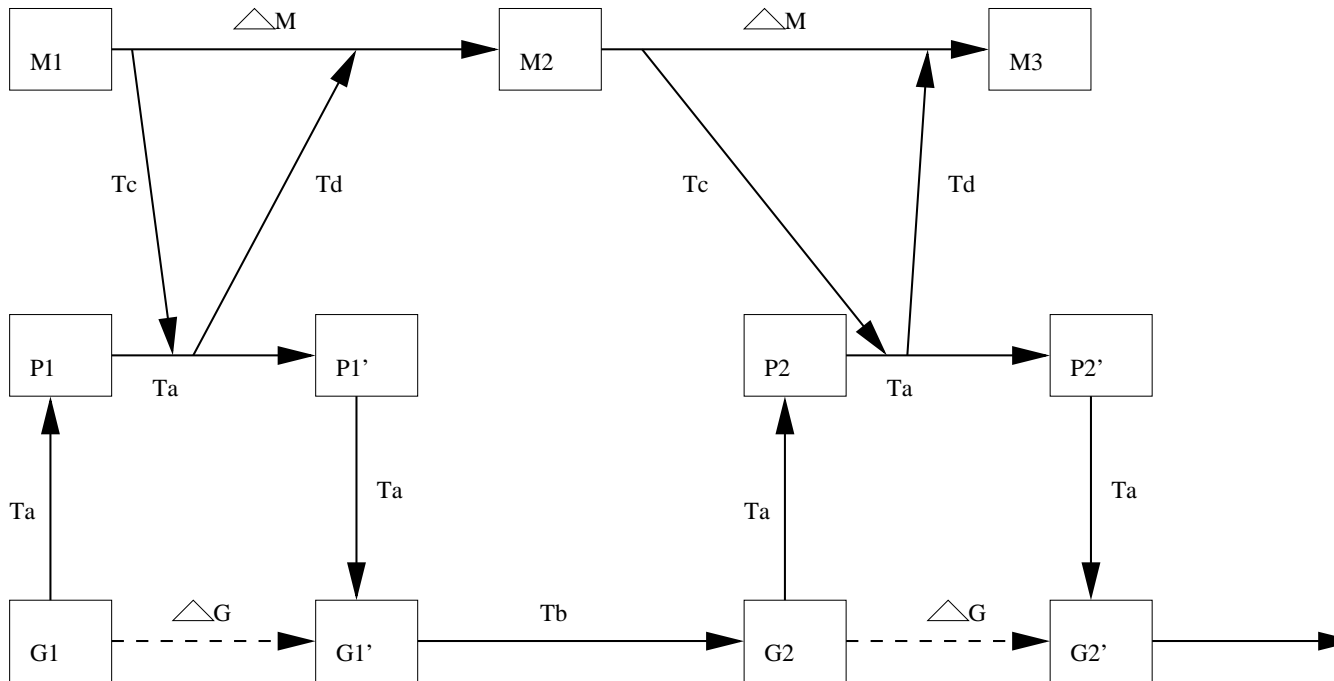 △M △M
M1 M2 M3
Tc Td Tc Td
P1 P1’ P2 P2’
Ta Ta
Ta Ta Ta Ta
△G Tb △G
G1 G1’ G2 G2’